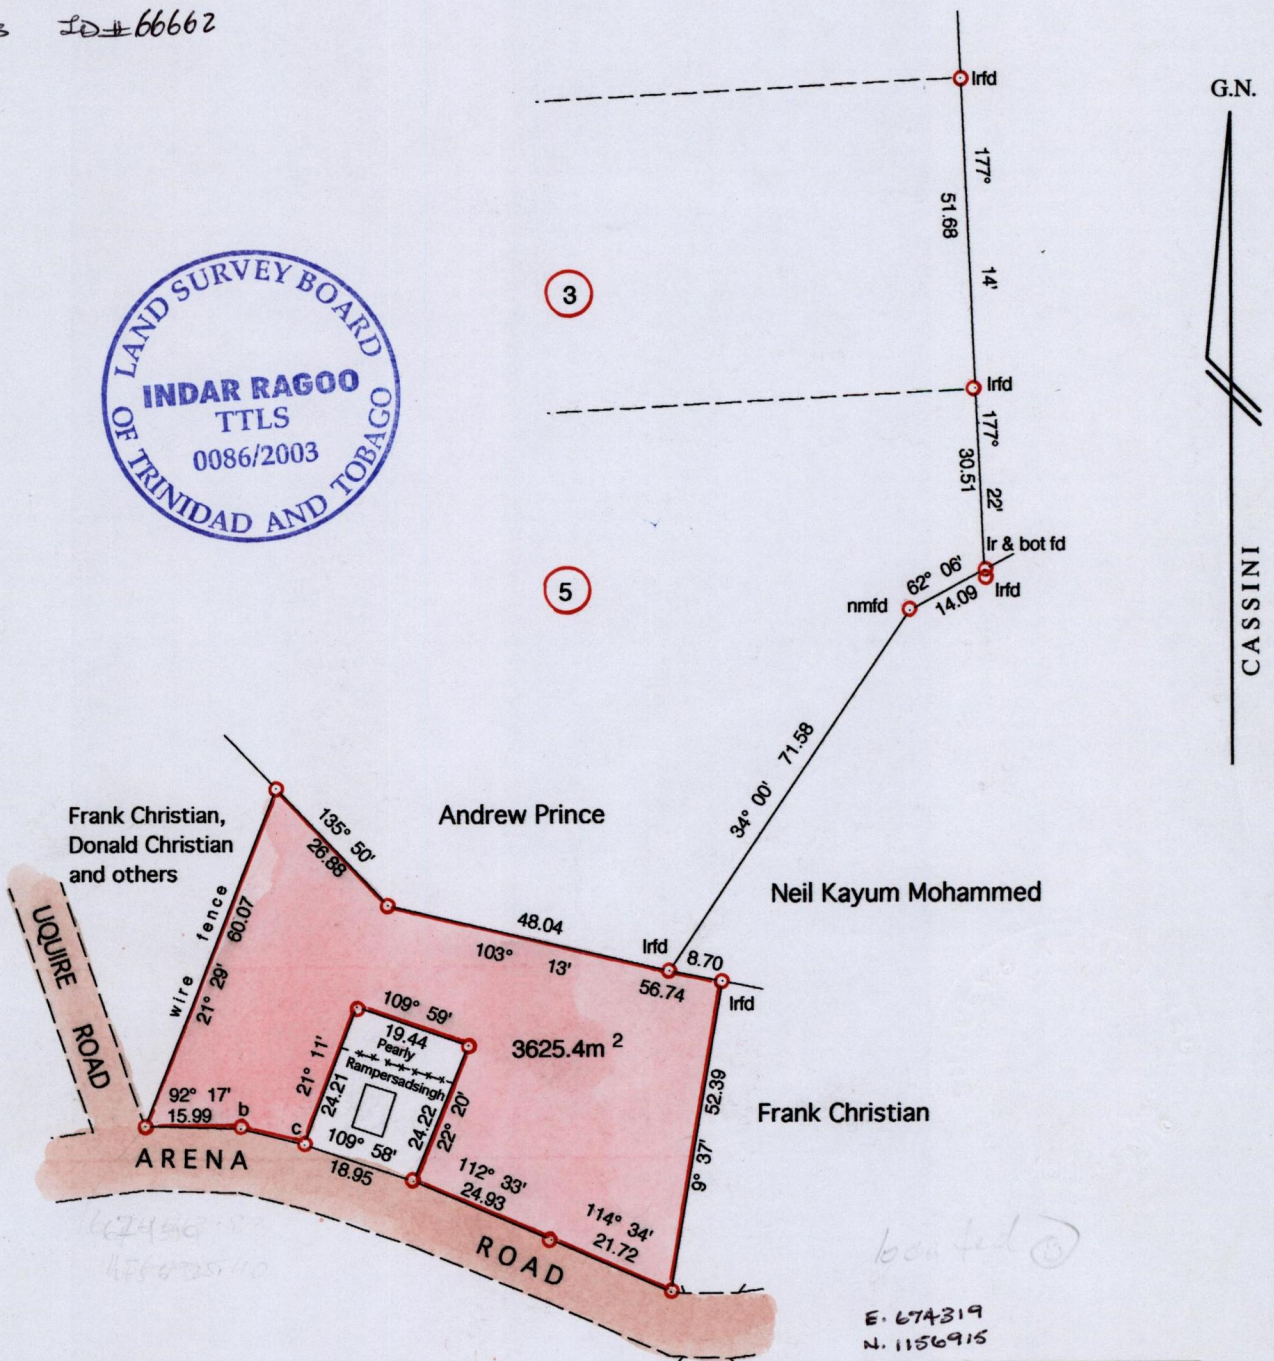 ID# 66662
G.N.
Irfd
177° 14'
51.68
3
LAND SURVEY BOARD
INDAR RAGOO
TTLS
0086/2003
OF TRINIDAD AND TOBAGO
Irfd
177° 22'
30.51
Ir & bot fd
62° 06'
14.09
Irfd
nmfd
5
CASSINI
34° 00' 71.58
Frank Christian,
Donald Christian
and others
135° 50'
26.88
Andrew Prince
Neil Kayum Mohammed
wire fence
21° 29' 60.07
48.04
103° 13'
Irfd
8.70
56.74
Irfd
UQUIRE ROAD
109° 59'
19.44
Pearly
Rampersadsingh
21° 11'
24.21
24.22
22° 20'
3625.4m 2
52.39
9° 37'
Frank Christian
92° 17'
15.99
b
c
109° 58'
18.95
112° 33'
24.93
114° 34'
21.72
ARENA ROAD
E. 674319
N. 1156915